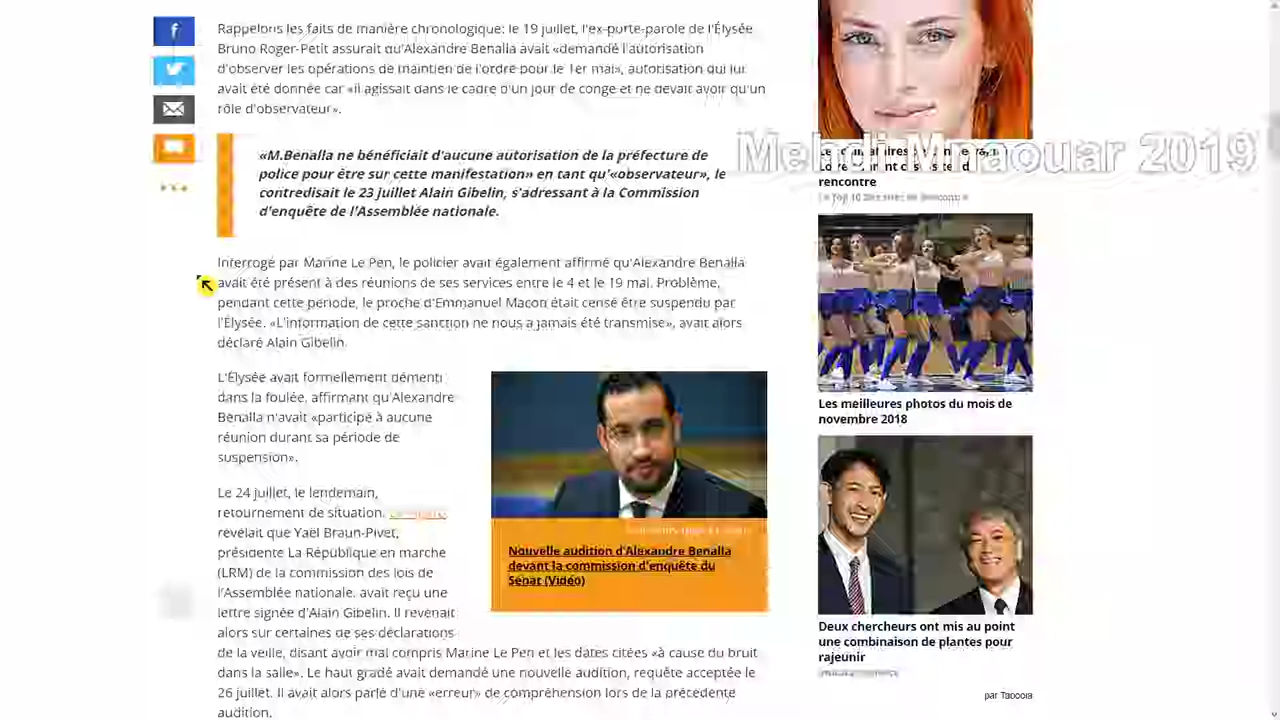 Rappelons les faits de manière chronologique: le 19 juillet, l'ex-porte-parole de l'Élysée
Bruno Roger-Petit assurait qu'Alexandre Benalla avait «demandé l'autorisation
d'observer les opérations de maintien de l'ordre pour le 1er mai», autorisation qui lui
avait été donnée car «il agissait dans le cadre d'un jour de congé et ne devait avoir qu'un
rôle d'observateur».
«M.Benalla ne bénéficiait d'aucune autorisation de la préfecture de
police pour être sur cette manifestation» en tant qu'«observateur», le
contredisait le 23 juillet Alain Gibelin, s'adressant à la Commission
d'enquête de l'Assemblée nationale.
Interrogé par Marine Le Pen, le policier avait également affirmé qu'Alexandre Benalla
avait été présent à des réunions de ses services entre le 4 et le 19 mai. Problème,
pendant cette période, le proche d'Emmanuel Macon était censé être suspendu par
l'Élysée. «L'information de cette sanction ne nous a jamais été transmise», avait alors
déclaré Alain Gibelin.
L'Élysée avait formellement démenti
dans la foulée, affirmant qu'Alexandre
Benalla n'avait «participé à aucune
réunion durant sa période de
suspension».
Le 24 juillet, le lendemain,
retournement de situation.
révélait que Yaël Braun-Pivet,
présidente La République en marche
(LRM) de la commission des lois de
l'Assemblée nationale, avait reçu une
lettre signée d'Alain Gibelin. Il revenait
alors sur certaines de ses déclarations
de la veille, disant avoir mal compris Marine Le Pen et les dates citées «à cause du bruit
dans la salle». Le haut gradé avait demandé une nouvelle audition, requête acceptée le
26 juillet. Il avait alors parlé d'une «erreur» de compréhension lors de la précédente
audition.
Nouvelle audition d'Alexandre Benalla
devant la commission d'enquête du
Sénat (Vidéo)
Mehdi Mnaouar 2019
rencontre
Les meilleures photos du mois de
novembre 2018
Deux chercheurs ont mis au point
une combinaison de plantes pour
rajeunir
par Taboola